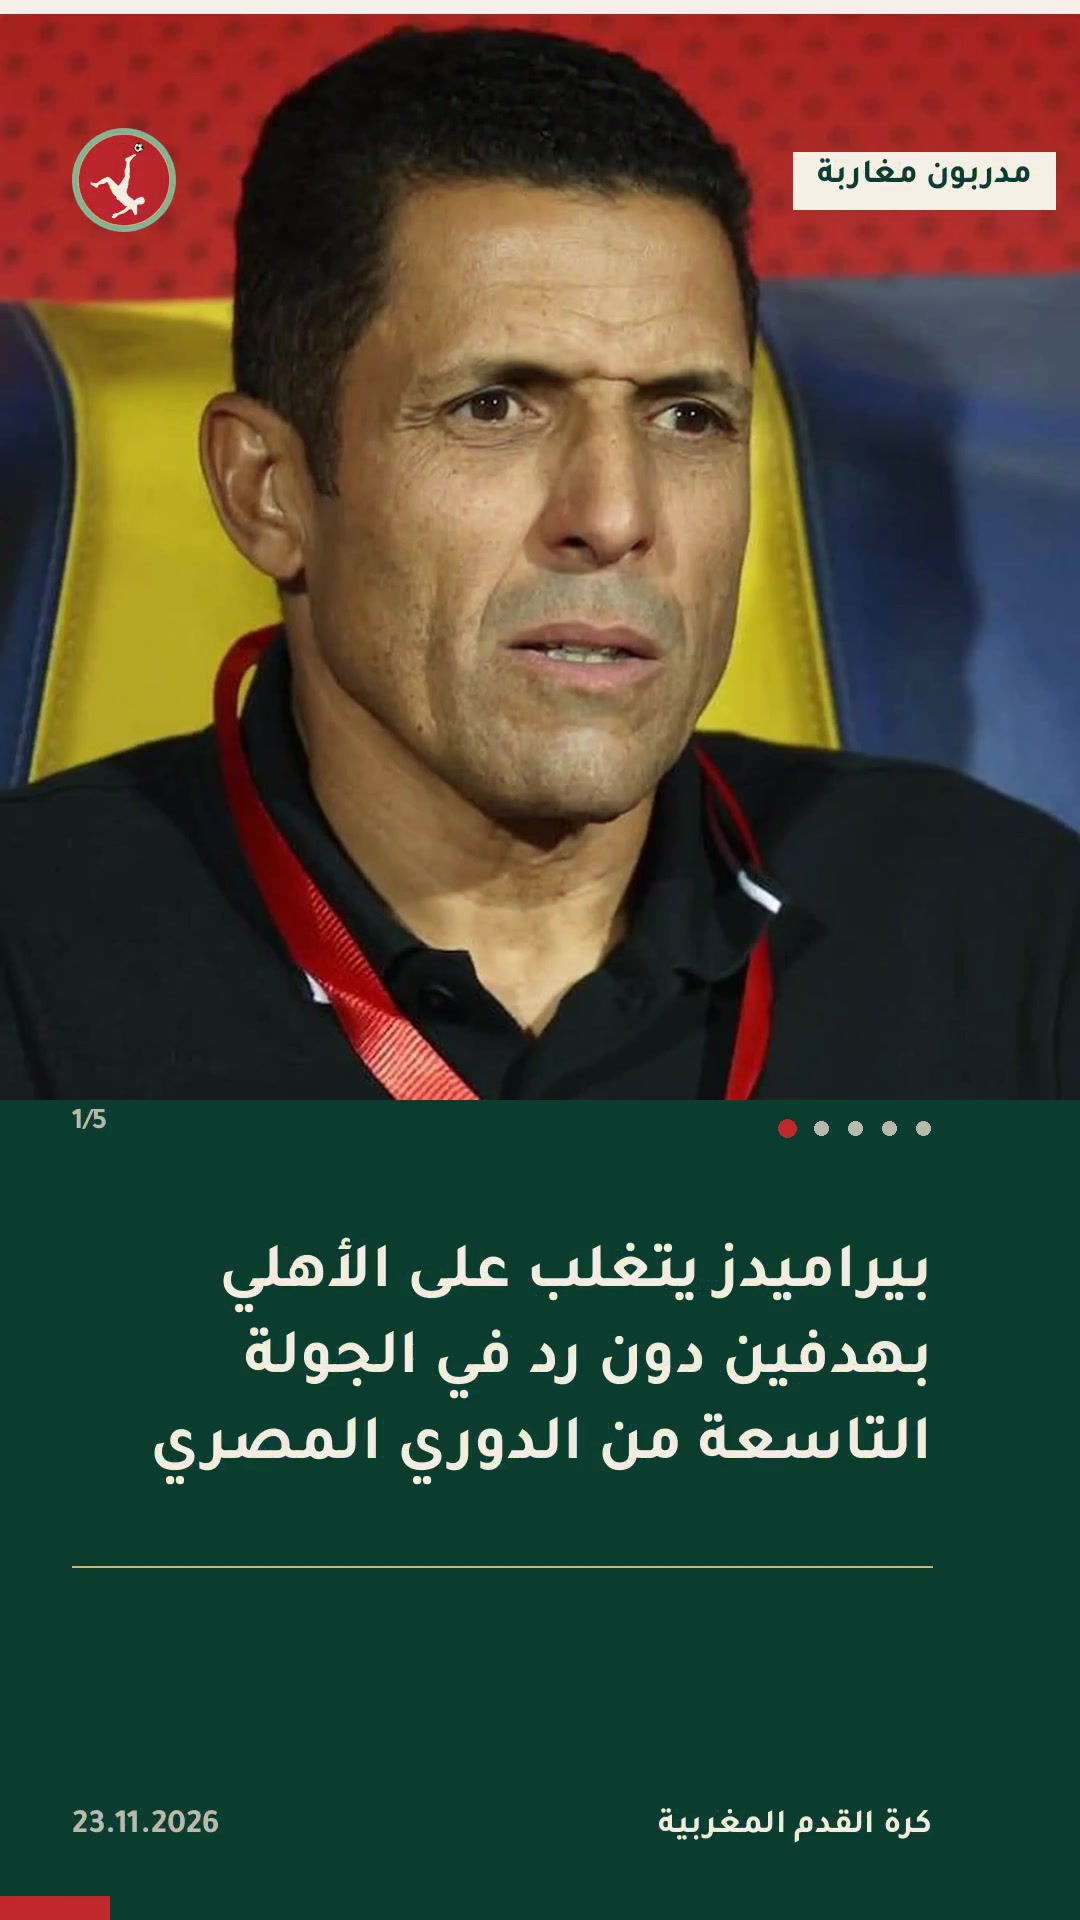 مدربون مغاربة
1/5
بيراميدز يتغلب على الأهلي
بهدفين دون رد في الجولة
التاسعة من الدوري المصري
كرة القدم المغربية
23.11.2026